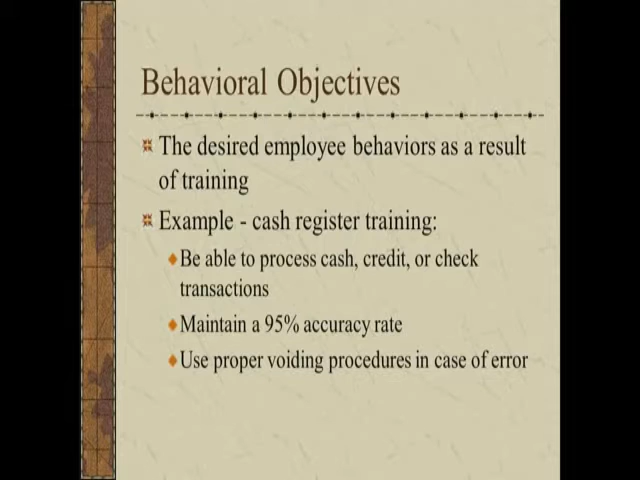 Behavioral Objectives
The desired employee behaviors as a result
of training
Example - cash register training:
Be able to process cash, credit, or check
transactions
Maintain a 95% accuracy rate
Use proper voiding procedures in case of error